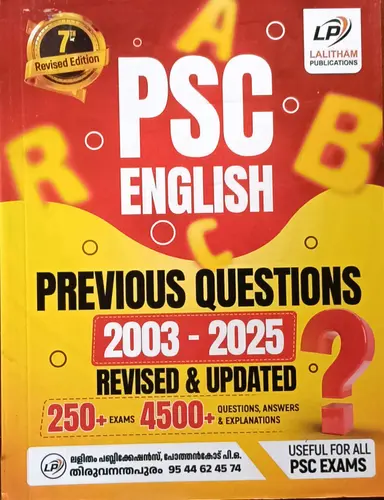 7TH
Revised Edition
LP
LALITHAM
PUBLICATIONS
A
R
B
C
PSC
ENGLISH
PREVIOUS QUESTIONS
2003 - 2025
REVISED & UPDATED
?
250+ EXAMS 4500+ QUESTIONS, ANSWERS
& EXPLANATIONS
LP
ലളിതം പബ്ലിക്കേഷൻസ്, പോത്തൻകോട് പി.ഒ.
തിരുവനന്തപുരം 95 44 62 45 74
USEFUL FOR ALL
PSC EXAMS